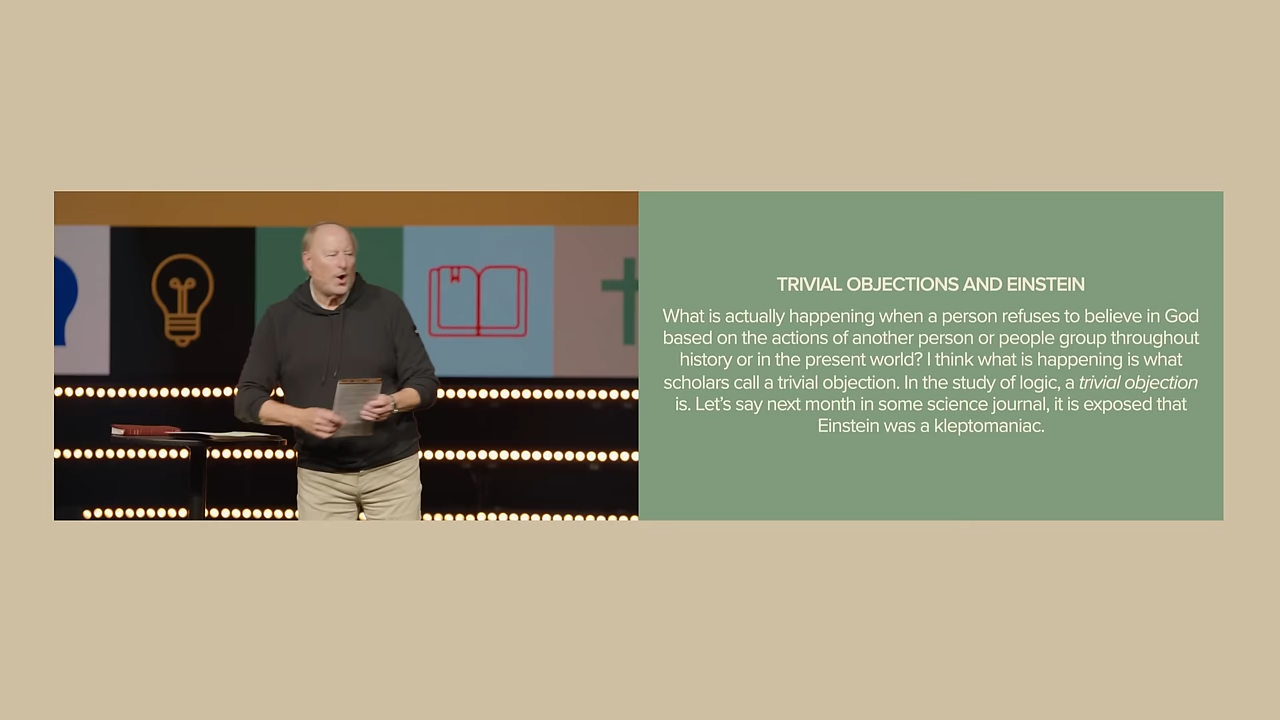 TRIVIAL OBJECTIONS AND EINSTEIN
What is actually happening when a person refuses to believe in God
based on the actions of another person or people group throughout
history or in the present world? I think what is happening is what
scholars call a trivial objection. In the study of logic, a trivial objection
is. Let’s say next month in some science journal, it is exposed that
Einstein was a kleptomaniac.